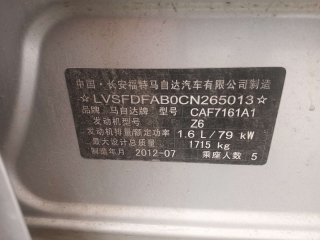 中国·长安福特马自达汽车有限公司制造
☆LVSFDFAB0CN265013☆
品牌 马自达牌 型号 CAF7161A1
发动机型号 Z6
发动机排量/额定功率 1.6 L/79 kW
最大设计总质量 1715 kg
制造年月 2012-07 乘座人数 5